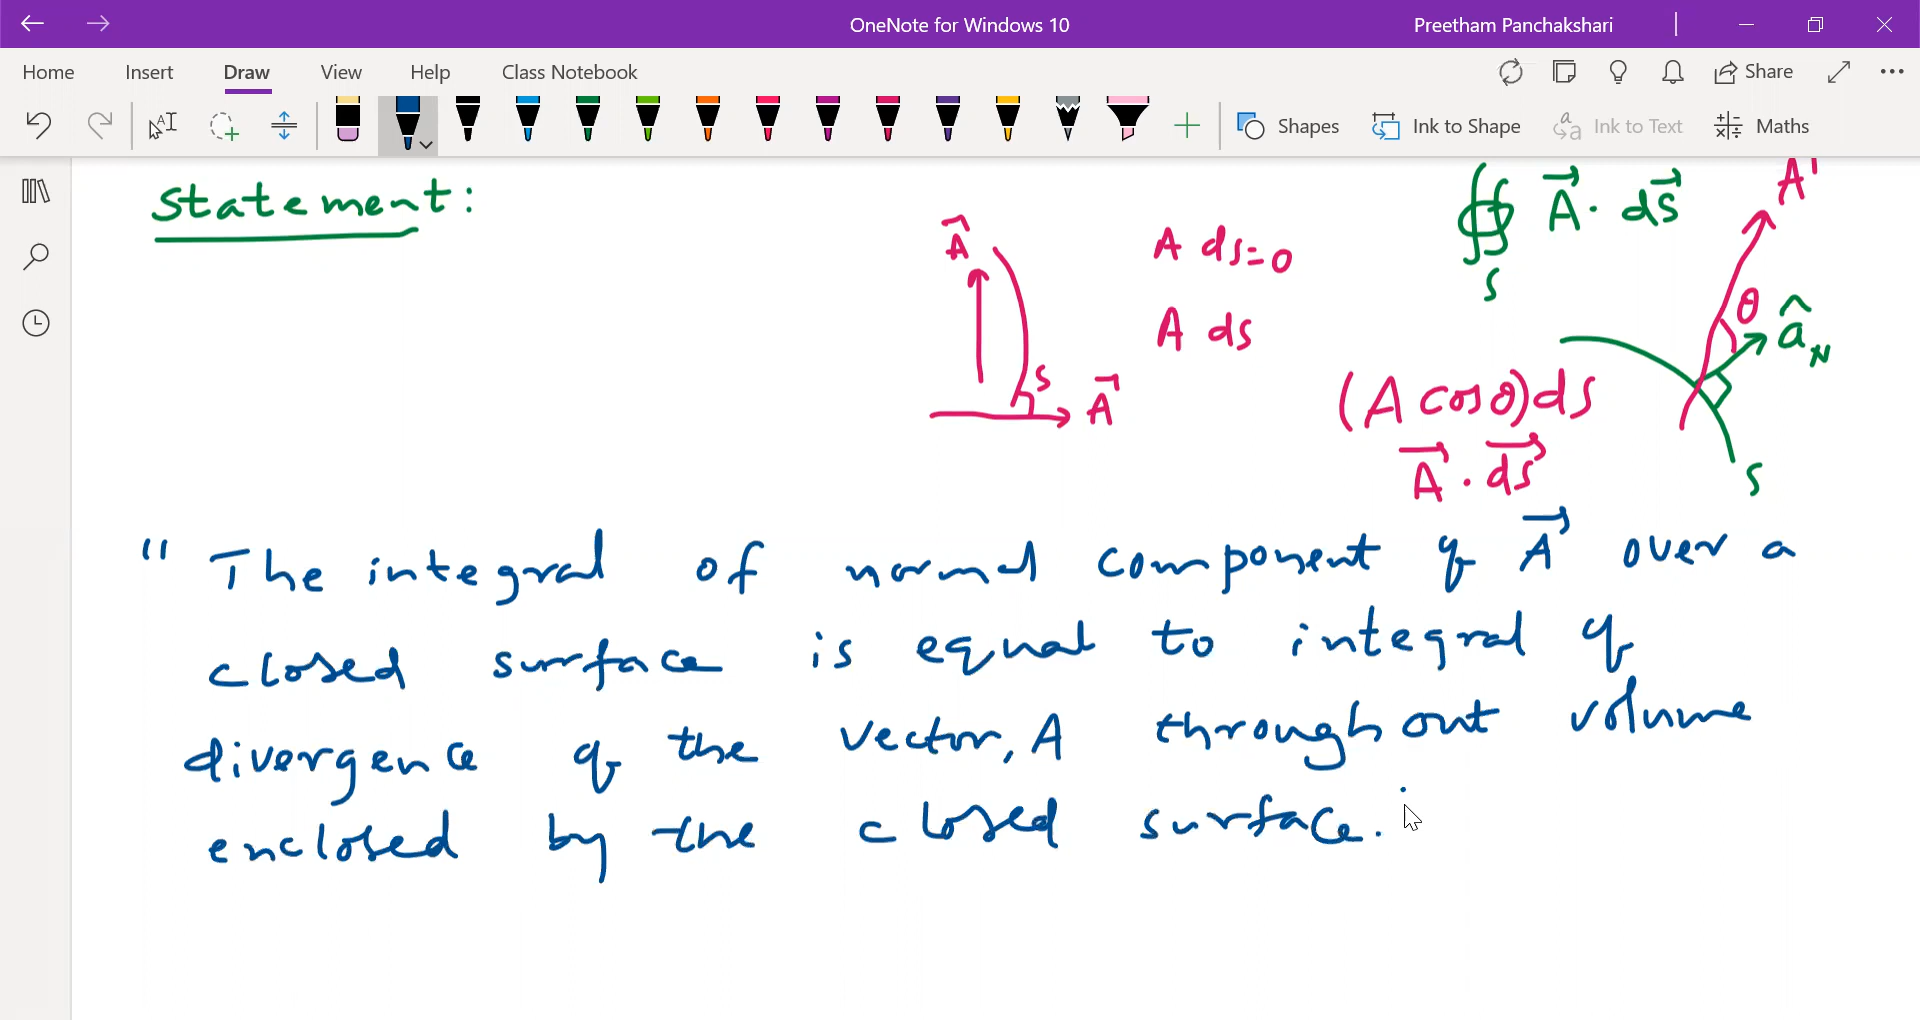 OneNote for Windows 10
Preetham Panchakshari
Home Insert Draw View Help Class Notebook Share
Shapes Ink to Shape Ink to Text Maths
Statement:
A
A ds=0
A ds
S
A
∯ A · ds
S
A
θ
â_N
(A cosθ)ds
A · ds
S
" The integral of normal component of A over a
closed surface is equal to integral of
divergence of the vector, A throughout volume
enclosed by the closed surface.